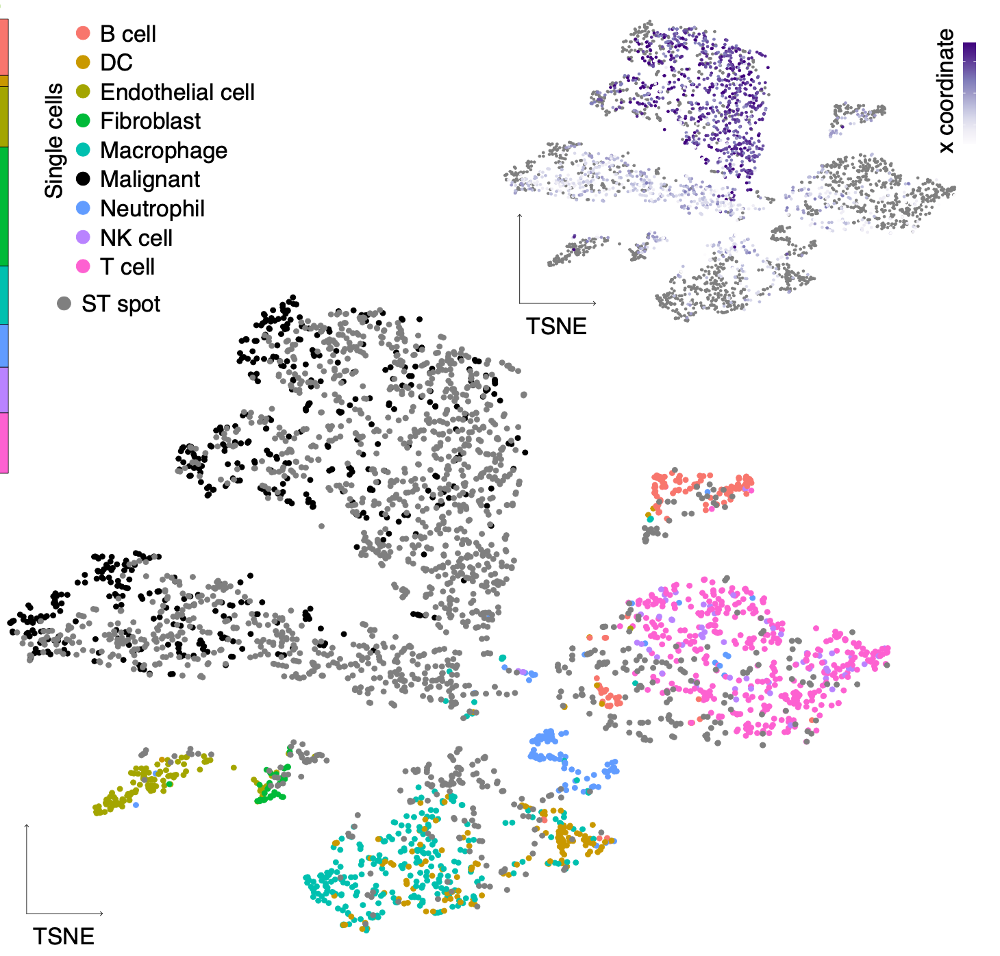 Single cells
B cell
DC
Endothelial cell
Fibroblast
Macrophage
Malignant
Neutrophil
NK cell
T cell
ST spot
x coordinate
TSNE
TSNE